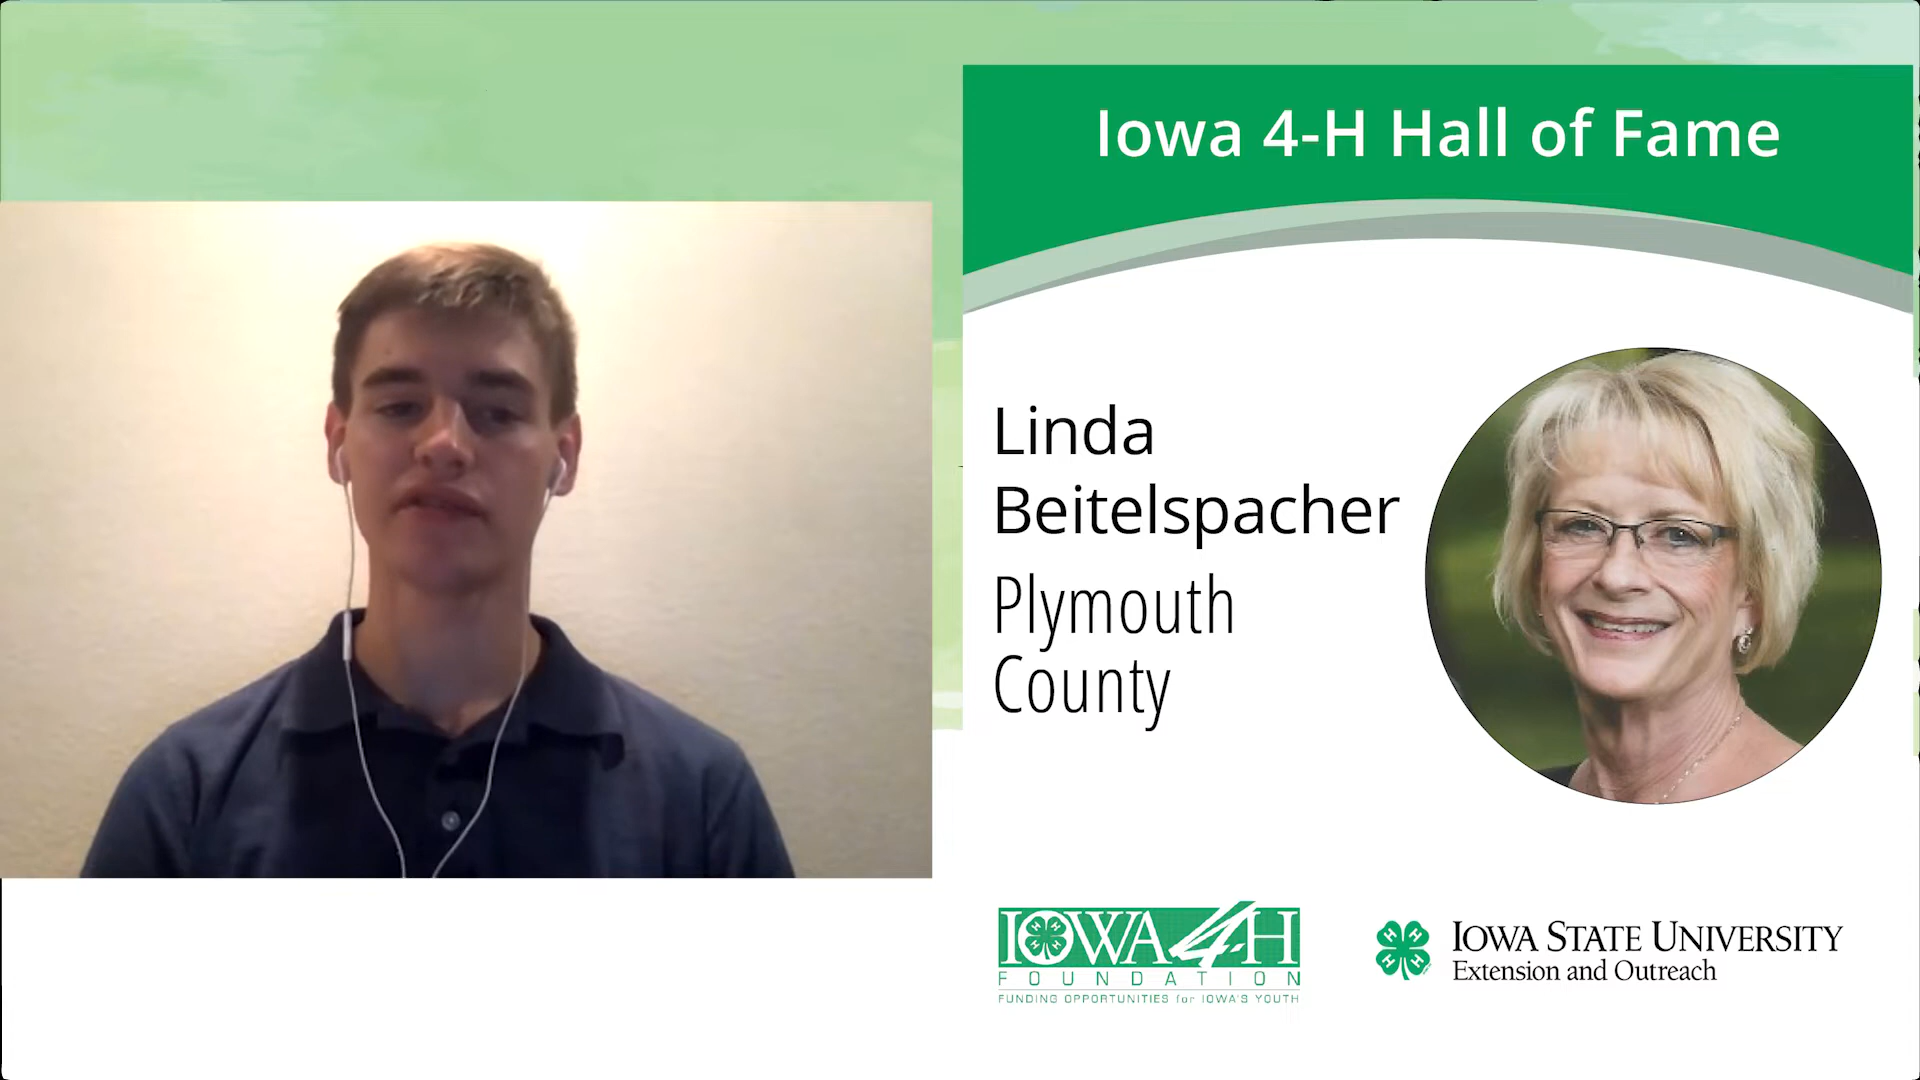 Iowa 4-H Hall of Fame
Linda
Beitelspacher
Plymouth
County
IOWA 4-H
FOUNDATION
FUNDING OPPORTUNITIES for IOWA'S YOUTH
H H
H H
IOWA STATE UNIVERSITY
Extension and Outreach